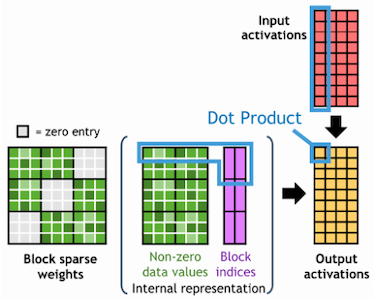 Input
activations
Dot Product
= zero entry
Block sparse
weights
Non-zero
data values
Block
indices
Internal representation
Output
activations